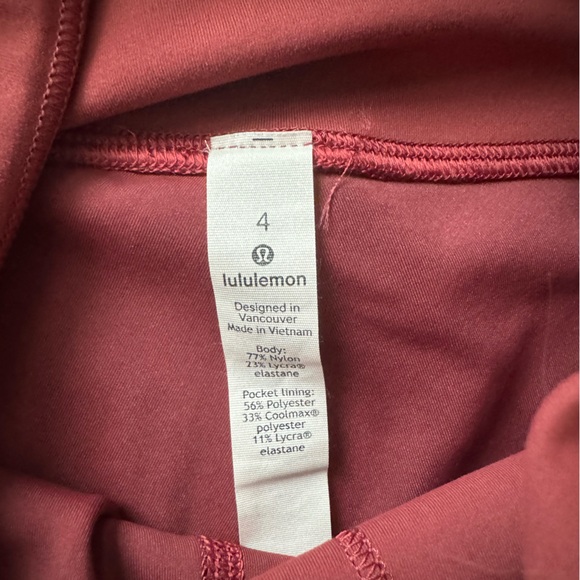 4
lululemon
Designed in
Vancouver
Made in Vietnam
Body:
77% Nylon
23% Lycra®
elastane
Pocket lining:
56% Polyester
33% Coolmax®
polyester
11% Lycra®
elastane